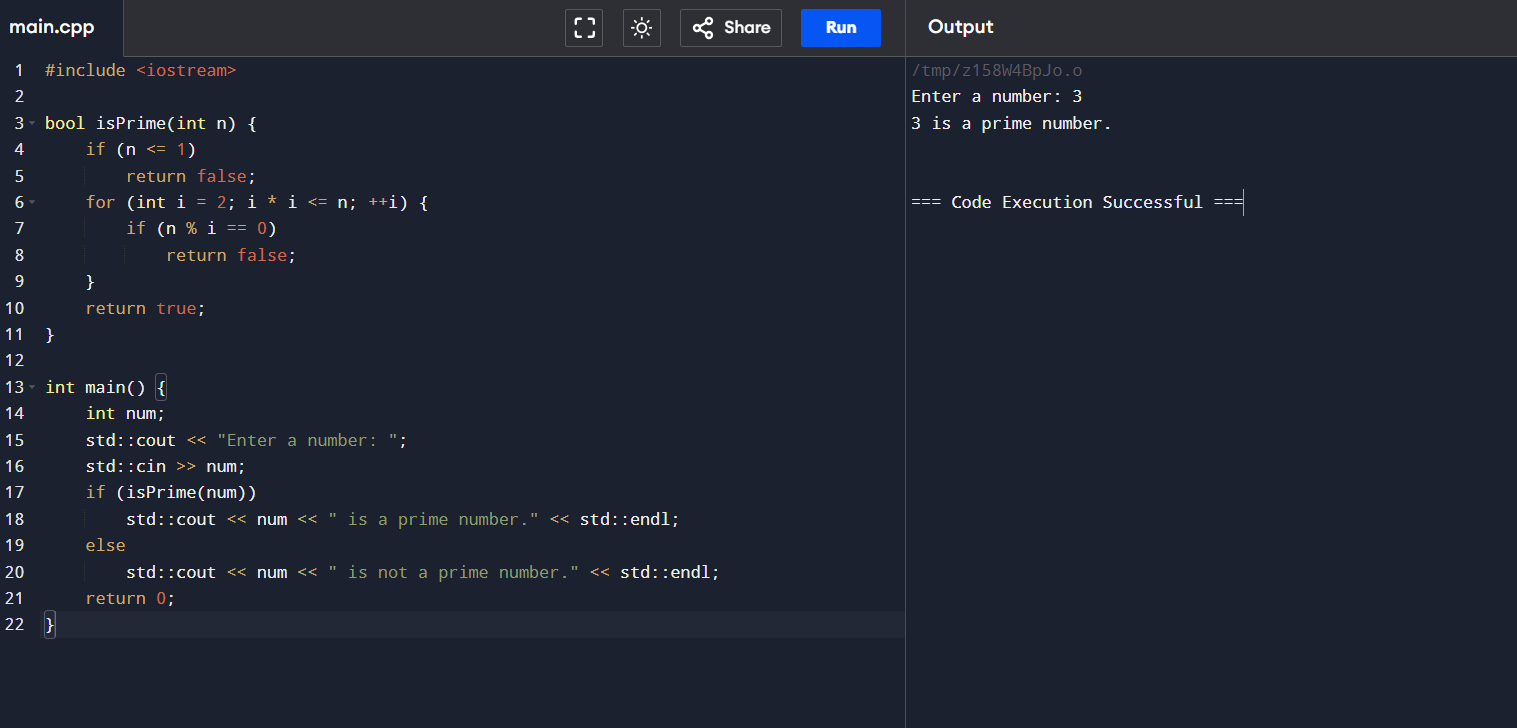 main.cpp
Share
Run
Output
1 #include <iostream>
2
3 bool isPrime(int n) {
4     if (n <= 1)
5         return false;
6     for (int i = 2; i * i <= n; ++i) {
7         if (n % i == 0)
8             return false;
9     }
10     return true;
11 }
12
13 int main() {
14     int num;
15     std::cout << "Enter a number: ";
16     std::cin >> num;
17     if (isPrime(num))
18         std::cout << num << " is a prime number." << std::endl;
19     else
20         std::cout << num << " is not a prime number." << std::endl;
21     return 0;
22 }
/tmp/z158W4BpJo.o
Enter a number: 3
3 is a prime number.
=== Code Execution Successful ===